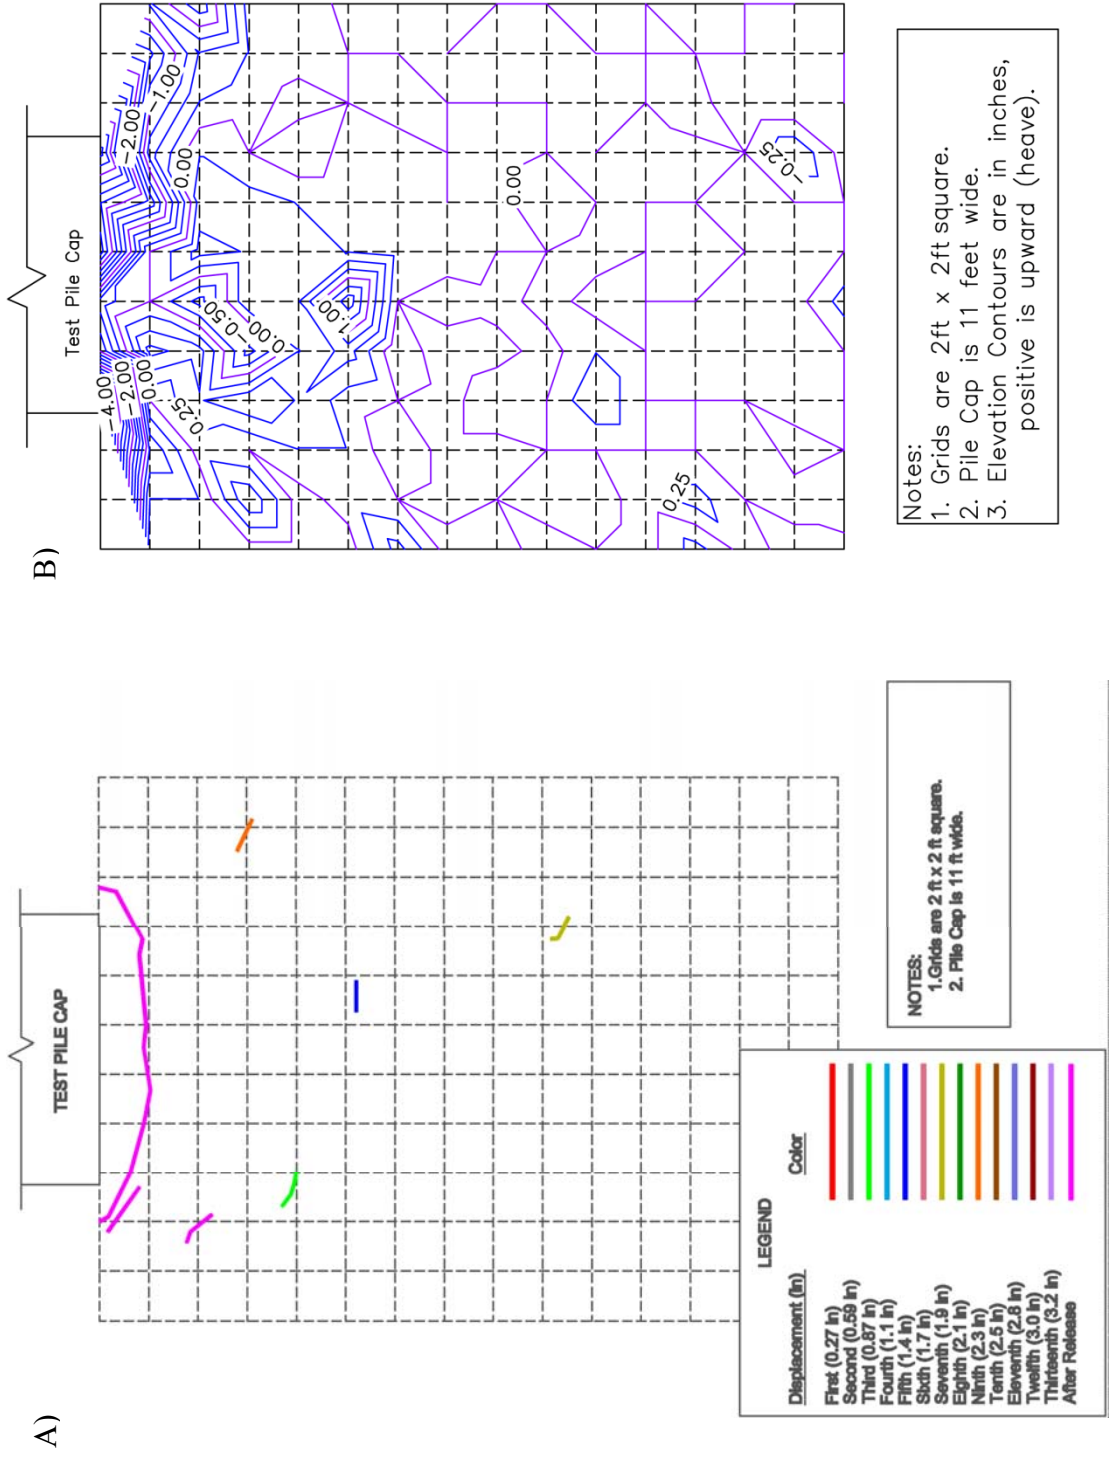 A)
TEST PILE CAP
LEGEND
Displacement (in) Color
First (0.27 in)
Second (0.59 in)
Third (0.87 in)
Fourth (1.1 in)
Fifth (1.4 in)
Sixth (1.7 in)
Seventh (1.9 in)
Eighth (2.1 in)
Ninth (2.3 in)
Tenth (2.5 in)
Eleventh (2.8 in)
Twelfth (3.0 in)
Thirteenth (3.2 in)
After Release
NOTES:
1.Grids are 2 ft x 2 ft square.
2. Pile Cap is 11 ft wide.
B)
Test Pile Cap
-4.00
-2.00
0.00
0.25
-0.50
0.00
1.00
0.00
-2.00
-1.00
0.00
0.25
-0.25
Notes:
1. Grids are 2ft x 2ft square.
2. Pile Cap is 11 feet wide.
3. Elevation Contours are in inches,
positive is upward (heave).